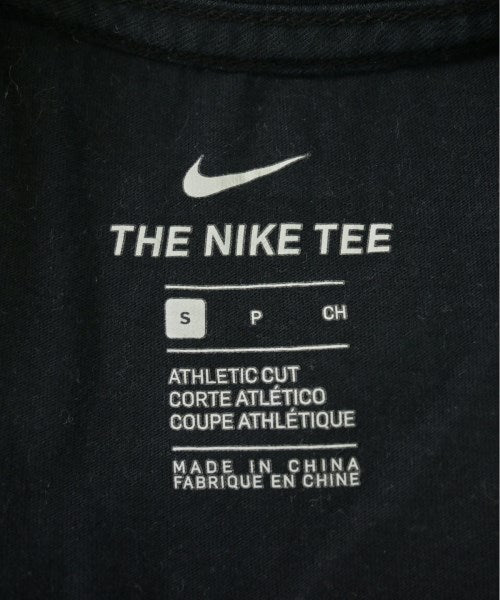 THE NIKE TEE
S P CH
ATHLETIC CUT
CORTE ATLÉTICO
COUPE ATHLÉTIQUE
MADE IN CHINA
FABRIQUE EN CHINE